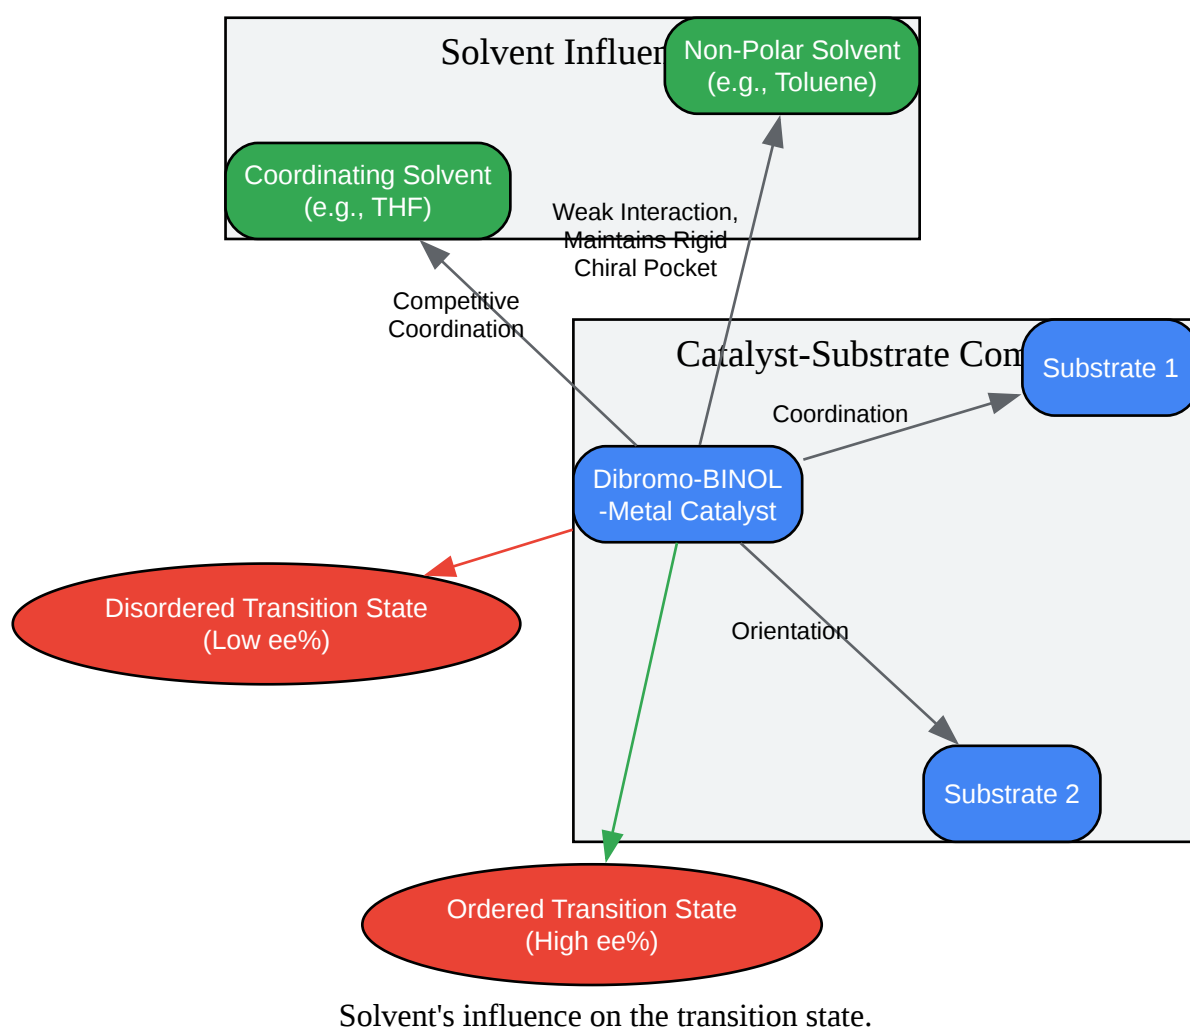 Solvent Influen
Non-Polar Solvent
(e.g., Toluene)
Coordinating Solvent
(e.g., THF)
Weak Interaction,
Maintains Rigid
Chiral Pocket
Competitive
Coordination
Catalyst-Substrate Com
Substrate 1
Coordination
Dibromo-BINOL
-Metal Catalyst
Disordered Transition State
(Low ee%)
Orientation
Substrate 2
Ordered Transition State
(High ee%)
Solvent's influence on the transition state.